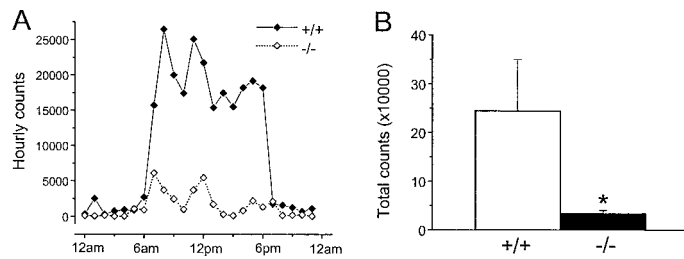 A
+/+
-/-
25000
20000
15000
10000
5000
0
Hourly counts
12am
6am
12pm
6pm
12am
B
40
30
20
10
0
Total counts (x10000)
*
+/+
-/-